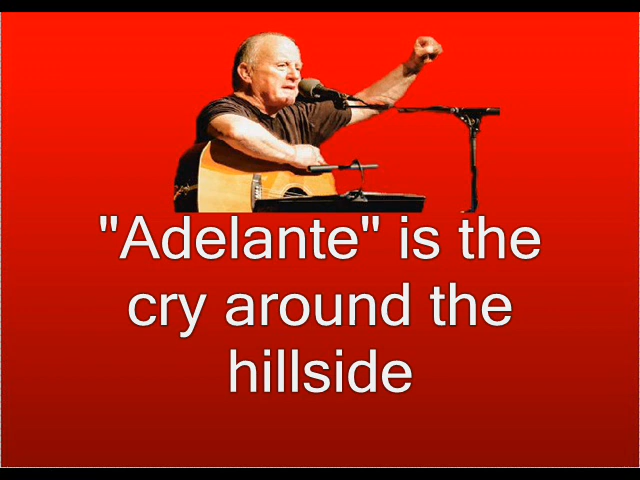 "Adelante" is the
cry around the
hillside